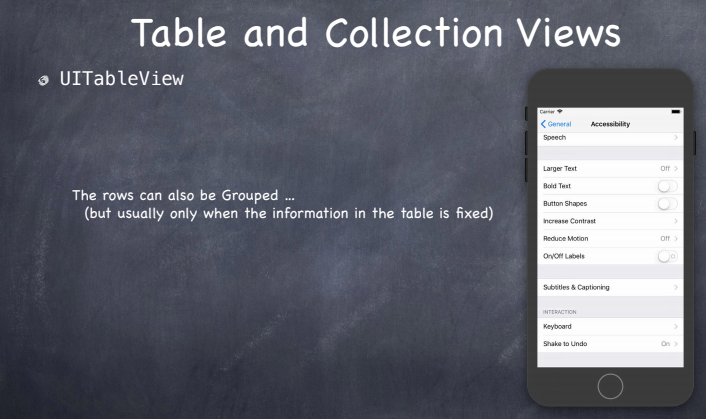 Table and Collection Views
UITableView
The rows can also be Grouped ...
(but usually only when the information in the table is fixed)
Carrier
General Accessibility
Speech
Larger Text Off
Bold Text
Button Shapes
Increase Contrast
Reduce Motion Off
On/Off Labels
Subtitles & Captioning
INTERACTION
Keyboard
Shake to Undo On